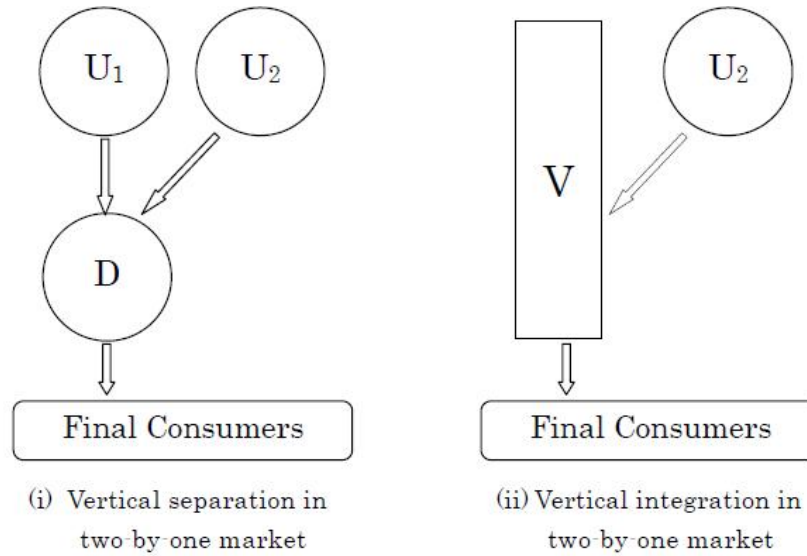 U₁
U₂
D
Final Consumers
(i) Vertical separation in
two-by-one market
V
U₂
Final Consumers
(ii) Vertical integration in
two-by-one market